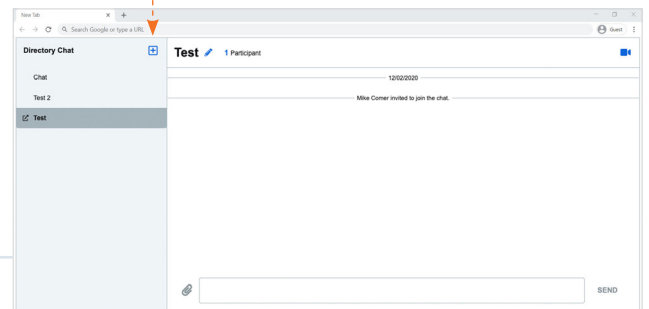 New Tab
Search Google or type a URL
Guest
Directory Chat
Test
1 Participant
Chat
Test 2
Test
12/02/2020
Mike Comer invited to join the chat.
SEND